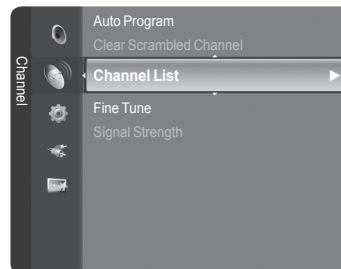 Channel
Auto Program
Clear Scrambled Channel
Channel List
Fine Tune
Signal Strength